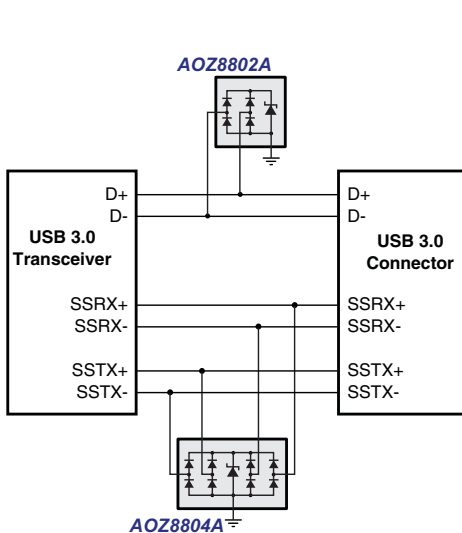 AOZ8802A
D+
D-
USB 3.0
Transceiver
SSRX+
SSRX-
SSTX+
SSTX-
D+
D-
USB 3.0
Connector
SSRX+
SSRX-
SSTX+
SSTX-
AOZ8804A